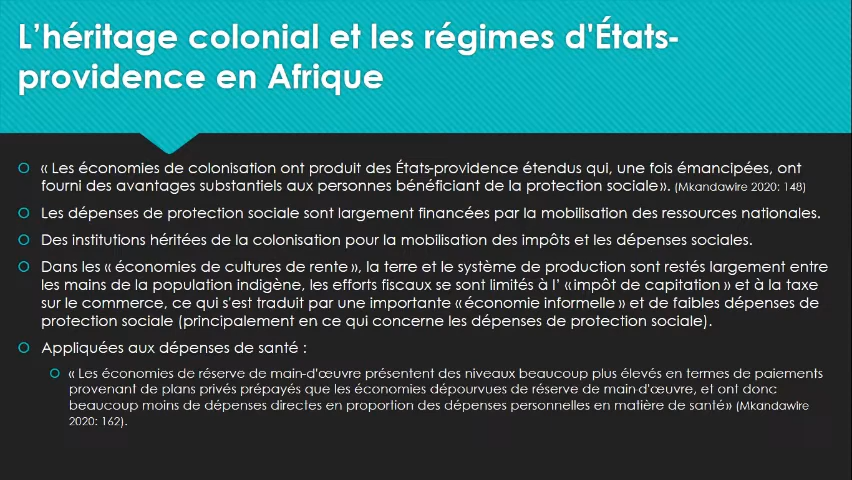 L’héritage colonial et les régimes d'États-
providence en Afrique
« Les économies de colonisation ont produit des États-providence étendus qui, une fois émancipées, ont
fourni des avantages substantiels aux personnes bénéficiant de la protection sociale». (Mkandawire 2020: 148)
Les dépenses de protection sociale sont largement financées par la mobilisation des ressources nationales.
Des institutions héritées de la colonisation pour la mobilisation des impôts et les dépenses sociales.
Dans les « économies de cultures de rente », la terre et le système de production sont restés largement entre
les mains de la population indigène, les efforts fiscaux se sont limités à l' «impôt de capitation» et à la taxe
sur le commerce, ce qui s'est traduit par une importante «économie informelle» et de faibles dépenses de
protection sociale (principalement en ce qui concerne les dépenses de protection sociale).
Appliquées aux dépenses de santé :
« Les économies de réserve de main-d'œuvre présentent des niveaux beaucoup plus élevés en termes de paiements
provenant de plans privés prépayés que les économies dépourvues de réserve de main-d'œuvre, et ont donc
beaucoup moins de dépenses directes en proportion des dépenses personnelles en matière de santé» (Mkandawire
2020: 162).